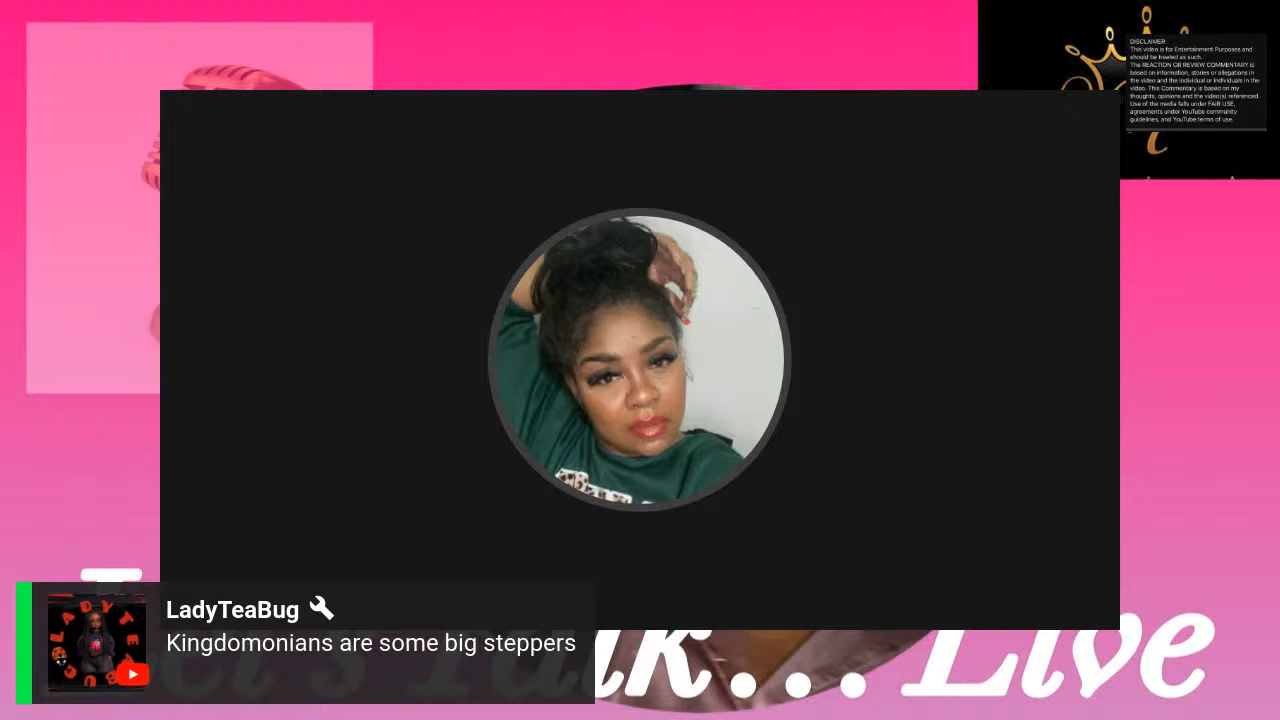 DISCLAIMER
This video is for Entertainment Purposes and
should be treated as such.
The REACTION OR REVIEW COMMENTARY is
based on information, stories or allegations in
the video and the individual or individuals in the
video. This Commentary is based on my
thoughts, opinions and the video(s) referenced.
Use of the media falls under FAIR USE,
agreements under YouTube community
guidelines, and YouTube terms of use.
LadyTeaBug
Kingdomonians are some big steppers
Let's Talk... Live